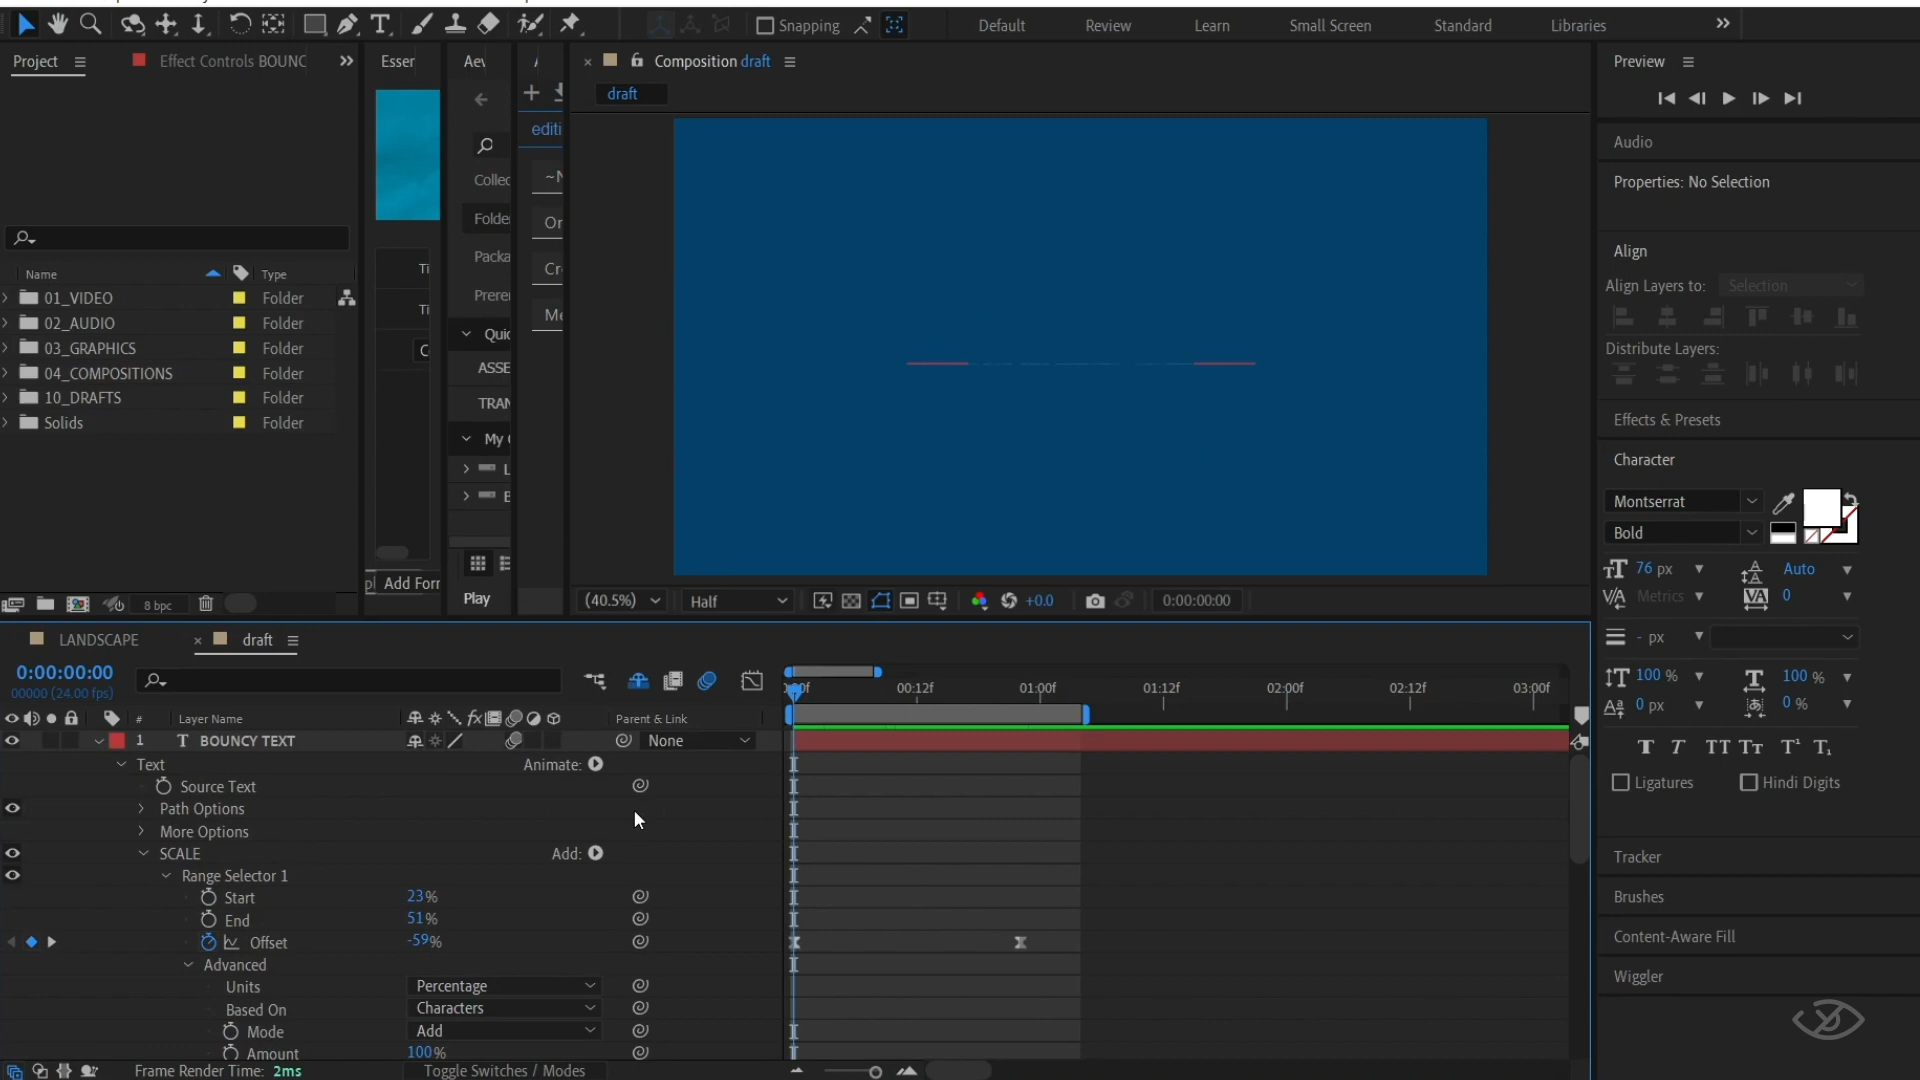 Snapping
Default
Review
Learn
Small Screen
Standard
Libraries
Project
Effect Controls BOUNC
Esser
Composition draft
draft
editi
Collec
Folde
Packa
Prerer
Quic
ASSE
TRAN
My
Name
Type
01_VIDEO Folder
02_AUDIO Folder
03_GRAPHICS Folder
04_COMPOSITIONS Folder
10_DRAFTS Folder
Solids Folder
Add Forr
Play
8 bpc
(40.5%)
Half
+0.0
0:00:00:00
Preview
Audio
Properties: No Selection
Align
Align Layers to: Selection
Distribute Layers:
Effects & Presets
Character
Montserrat
Bold
76 px
Auto
Metrics
0
- px
100 %
100 %
0 px
0 %
Ligatures
Hindi Digits
Tracker
Brushes
Content-Aware Fill
Wiggler
LANDSCAPE
draft
0:00:00:00
00000 (24.00 fps)
00:12f
01:00f
01:12f
02:00f
02:12f
03:00f
# Layer Name
Parent & Link
1 T BOUNCY TEXT
None
Text
Animate:
Source Text
Path Options
More Options
SCALE
Add:
Range Selector 1
Start 23%
End 51%
Offset -59%
Advanced
Units Percentage
Based On Characters
Mode Add
Amount 100%
Frame Render Time: 2ms
Toggle Switches / Modes